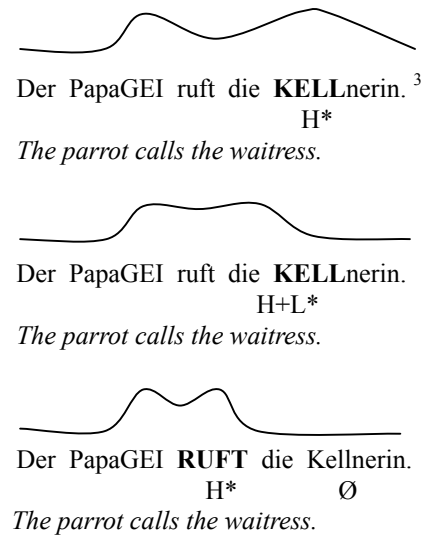 Der PapaGEI ruft die KELLnerin. 3
H*
The parrot calls the waitress.
Der PapaGEI ruft die KELLnerin.
H+L*
The parrot calls the waitress.
Der PapaGEI RUFT die Kellnerin.
H* Ø
The parrot calls the waitress.